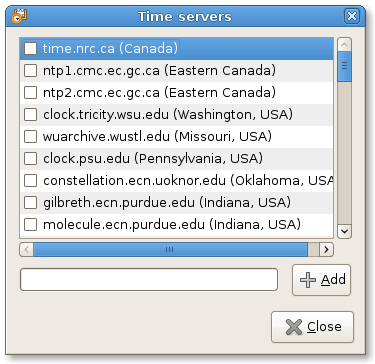 Time servers
time.nrc.ca (Canada)
ntp1.cmc.ec.gc.ca (Eastern Canada)
ntp2.cmc.ec.gc.ca (Eastern Canada)
clock.tricity.wsu.edu (Washington, USA)
wuarchive.wustl.edu (Missouri, USA)
clock.psu.edu (Pennsylvania, USA)
constellation.ecn.uoknor.edu (Oklahoma, USA
gilbreth.ecn.purdue.edu (Indiana, USA)
molecule.ecn.purdue.edu (Indiana, USA)
Add
Close